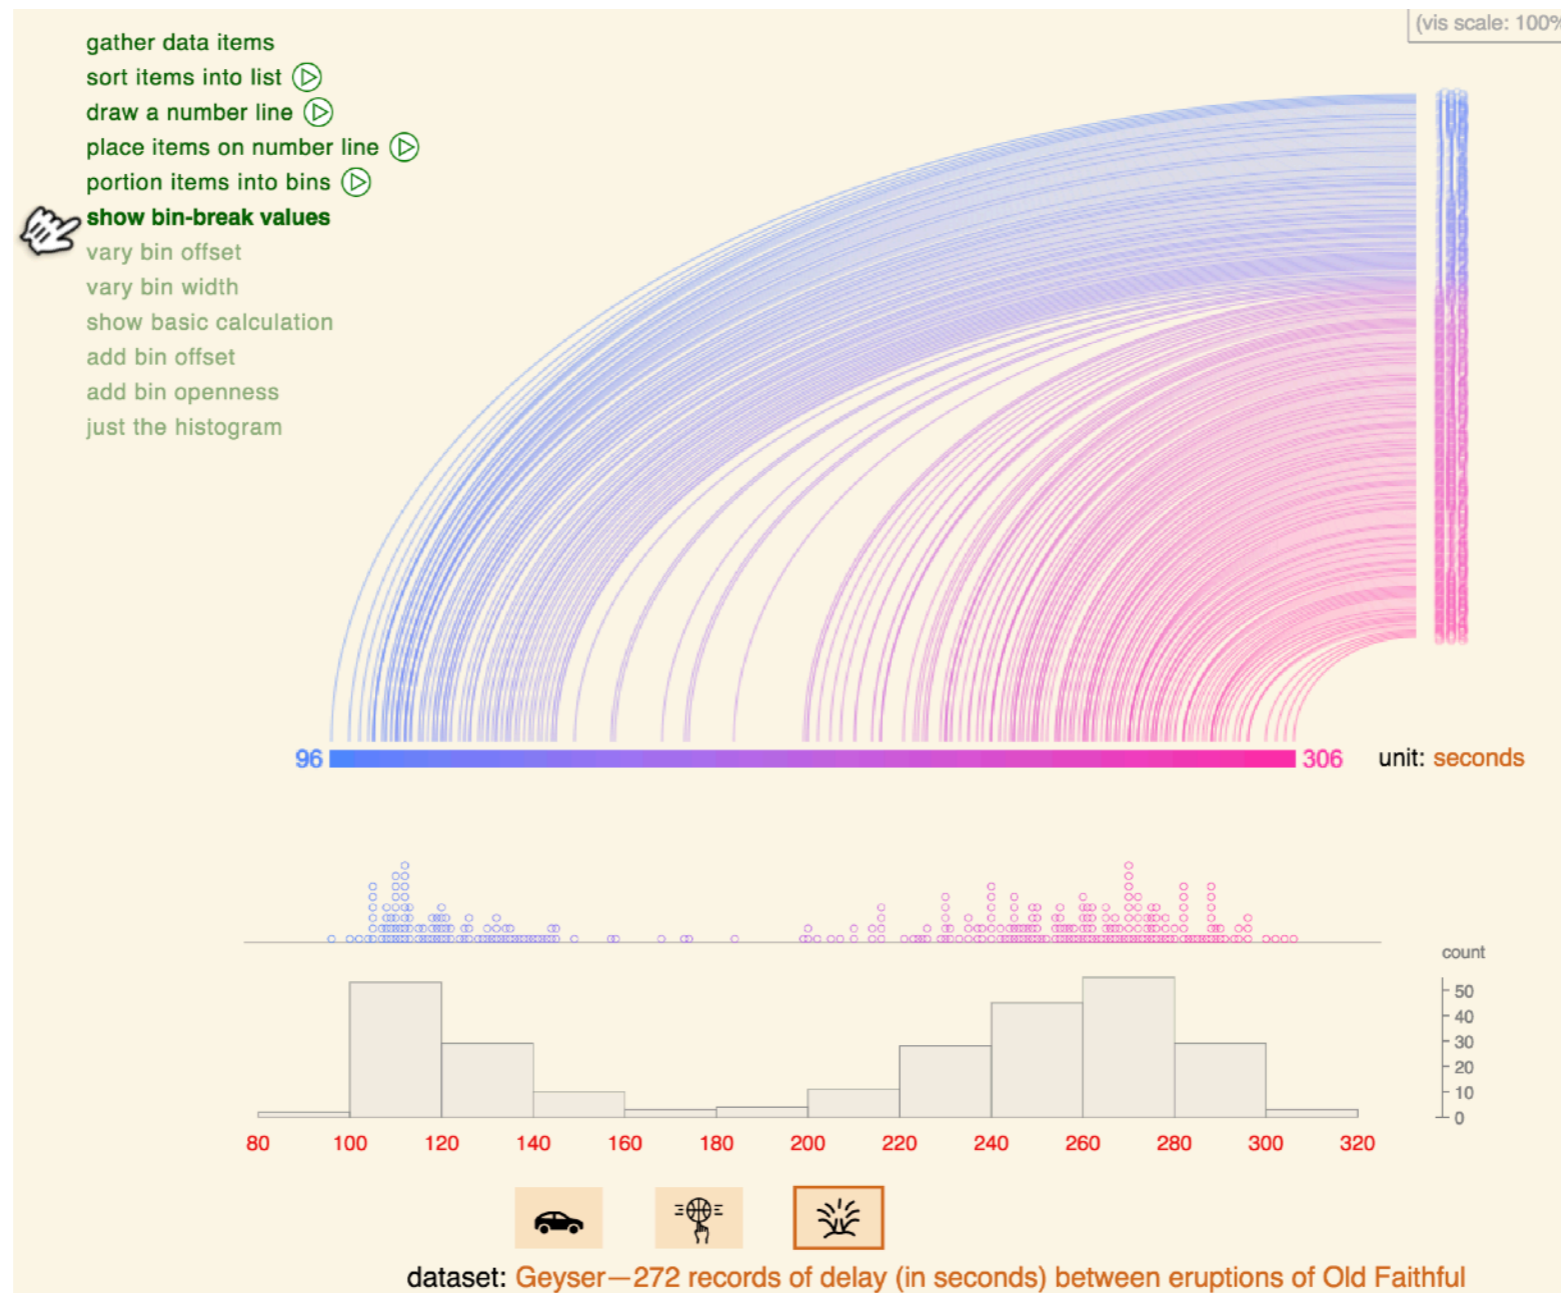 (vis scale: 100%
gather data items
sort items into list
draw a number line
place items on number line
portion items into bins
show bin-break values
vary bin offset
vary bin width
show basic calculation
add bin offset
add bin openness
just the histogram
96
306
unit: seconds
count
50
40
30
20
10
0
80 100 120 140 160 180 200 220 240 260 280 300 320
dataset: Geyser—272 records of delay (in seconds) between eruptions of Old Faithful